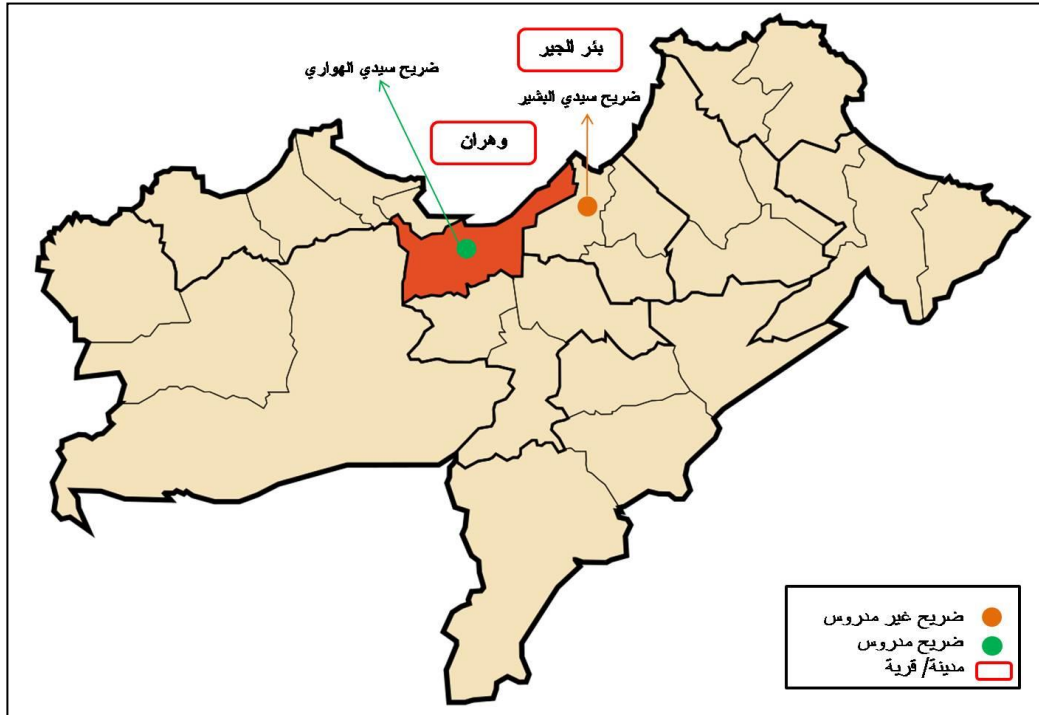 بئر الجير
ضريح سيدي الهواري
ضريح سيدي البشير
وهران
ضريح غير مدروس
ضريح مدروس
مدينة/ قرية